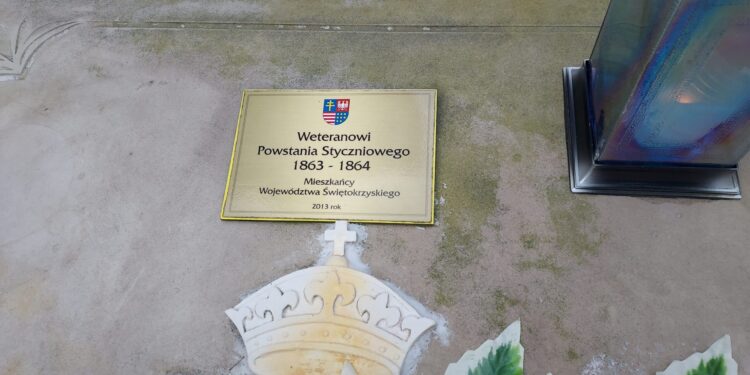 Weteranowi
Powstania Styczniowego
1863 - 1864
Mieszkańcy
Województwa Świętokrzyskiego
2013 rok